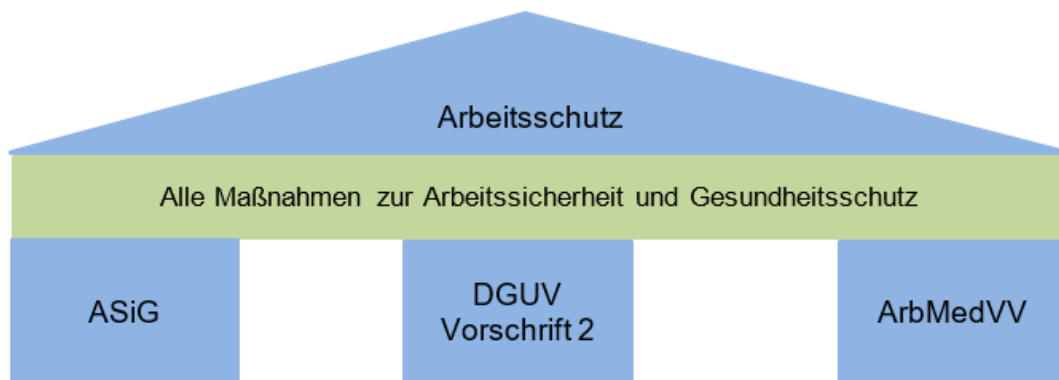 Arbeitsschutz
Alle Maßnahmen zur Arbeitssicherheit und Gesundheitsschutz
ASiG
DGUV
Vorschrift 2
ArbMedVV